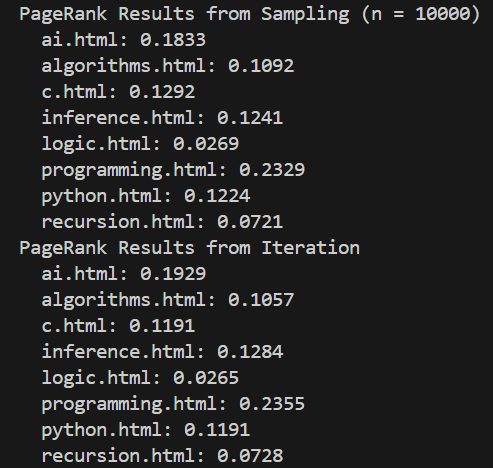 PageRank Results from Sampling (n = 10000)
ai.html: 0.1833
algorithms.html: 0.1092
c.html: 0.1292
inference.html: 0.1241
logic.html: 0.0269
programming.html: 0.2329
python.html: 0.1224
recursion.html: 0.0721
PageRank Results from Iteration
ai.html: 0.1929
algorithms.html: 0.1057
c.html: 0.1191
inference.html: 0.1284
logic.html: 0.0265
programming.html: 0.2355
python.html: 0.1191
recursion.html: 0.0728